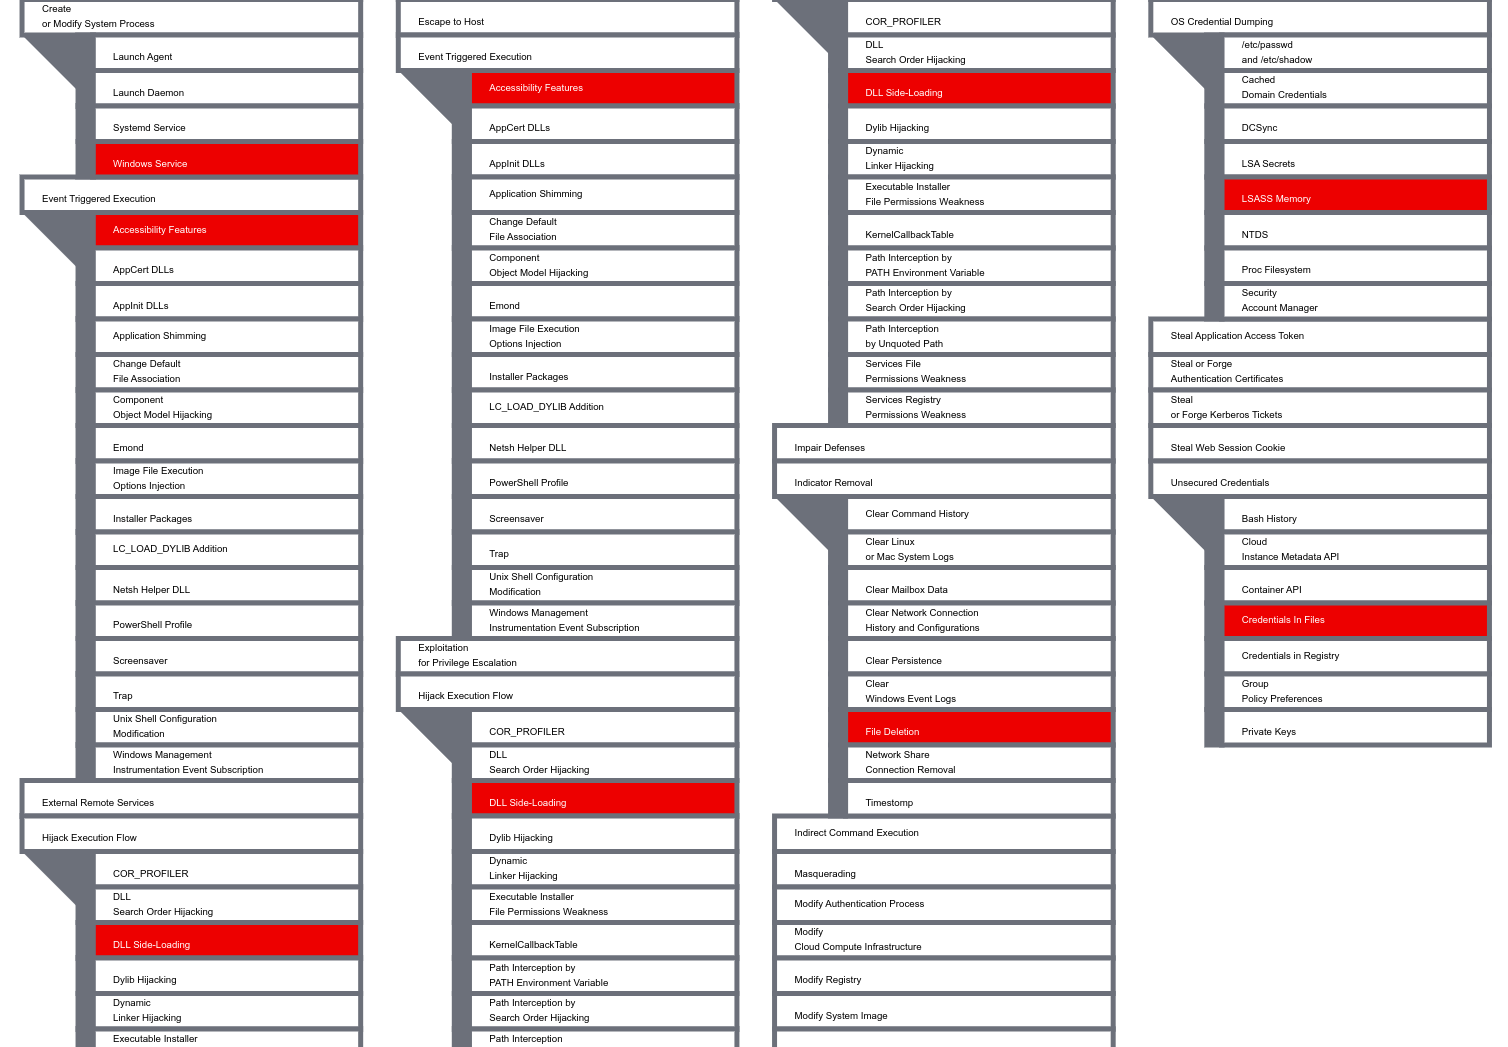 Create
or Modify System Process
Launch Agent
Launch Daemon
Systemd Service
Windows Service
Event Triggered Execution
Accessibility Features
AppCert DLLs
AppInit DLLs
Application Shimming
Change Default
File Association
Component
Object Model Hijacking
Emond
Image File Execution
Options Injection
Installer Packages
LC_LOAD_DYLIB Addition
Netsh Helper DLL
PowerShell Profile
Screensaver
Trap
Unix Shell Configuration
Modification
Windows Management
Instrumentation Event Subscription
External Remote Services
Hijack Execution Flow
COR_PROFILER
DLL
Search Order Hijacking
DLL Side-Loading
Dylib Hijacking
Dynamic
Linker Hijacking
Executable Installer
Escape to Host
Event Triggered Execution
Accessibility Features
AppCert DLLs
AppInit DLLs
Application Shimming
Change Default
File Association
Component
Object Model Hijacking
Emond
Image File Execution
Options Injection
Installer Packages
LC_LOAD_DYLIB Addition
Netsh Helper DLL
PowerShell Profile
Screensaver
Trap
Unix Shell Configuration
Modification
Windows Management
Instrumentation Event Subscription
Exploitation
for Privilege Escalation
Hijack Execution Flow
COR_PROFILER
DLL
Search Order Hijacking
DLL Side-Loading
Dylib Hijacking
Dynamic
Linker Hijacking
Executable Installer
File Permissions Weakness
KernelCallbackTable
Path Interception by
PATH Environment Variable
Path Interception by
Search Order Hijacking
Path Interception
COR_PROFILER
DLL
Search Order Hijacking
DLL Side-Loading
Dylib Hijacking
Dynamic
Linker Hijacking
Executable Installer
File Permissions Weakness
KernelCallbackTable
Path Interception by
PATH Environment Variable
Path Interception by
Search Order Hijacking
Path Interception
by Unquoted Path
Services File
Permissions Weakness
Services Registry
Permissions Weakness
Impair Defenses
Indicator Removal
Clear Command History
Clear Linux
or Mac System Logs
Clear Mailbox Data
Clear Network Connection
History and Configurations
Clear Persistence
Clear
Windows Event Logs
File Deletion
Network Share
Connection Removal
Timestomp
Indirect Command Execution
Masquerading
Modify Authentication Process
Modify
Cloud Compute Infrastructure
Modify Registry
Modify System Image
OS Credential Dumping
/etc/passwd
and /etc/shadow
Cached
Domain Credentials
DCSync
LSA Secrets
LSASS Memory
NTDS
Proc Filesystem
Security
Account Manager
Steal Application Access Token
Steal or Forge
Authentication Certificates
Steal
or Forge Kerberos Tickets
Steal Web Session Cookie
Unsecured Credentials
Bash History
Cloud
Instance Metadata API
Container API
Credentials In Files
Credentials in Registry
Group
Policy Preferences
Private Keys